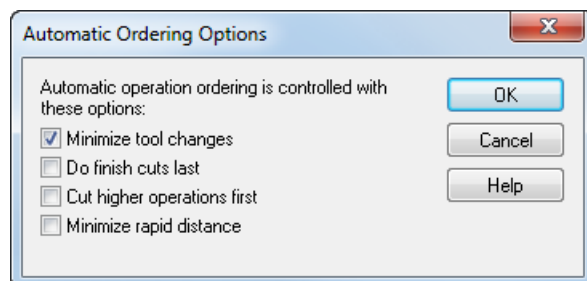 Automatic Ordering Options
Automatic operation ordering is controlled with
these options:
OK
Minimize tool changes
Cancel
Do finish cuts last
Help
Cut higher operations first
Minimize rapid distance